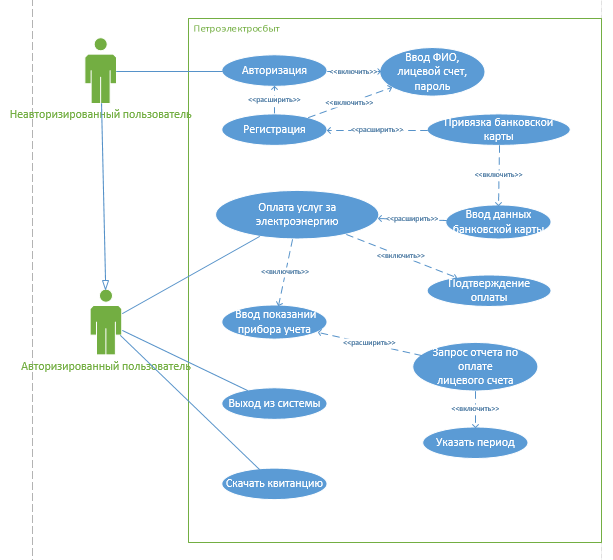 Петроэлектросбыт
Авторизация
<<включить>>
Ввод ФИО,
лицевой счет,
пароль
<<расширить>>
<<включить>>
Неавторизированный пользователь
Регистрация
<<расширить>>
Привязка банковской
карты
<<включить>>
Оплата услуг за
электроэнергию
<<расширить>>
Ввод данных
банковской карты
<<включить>>
<<включить>>
Подтверждение
оплаты
Ввод показании
прибора учета
<<расширить>>
Запрос отчета по
оплате
лицевого счета
Авторизированный пользователь
Выход из системы
<<включить>>
Указать период
Скачать квитанцию